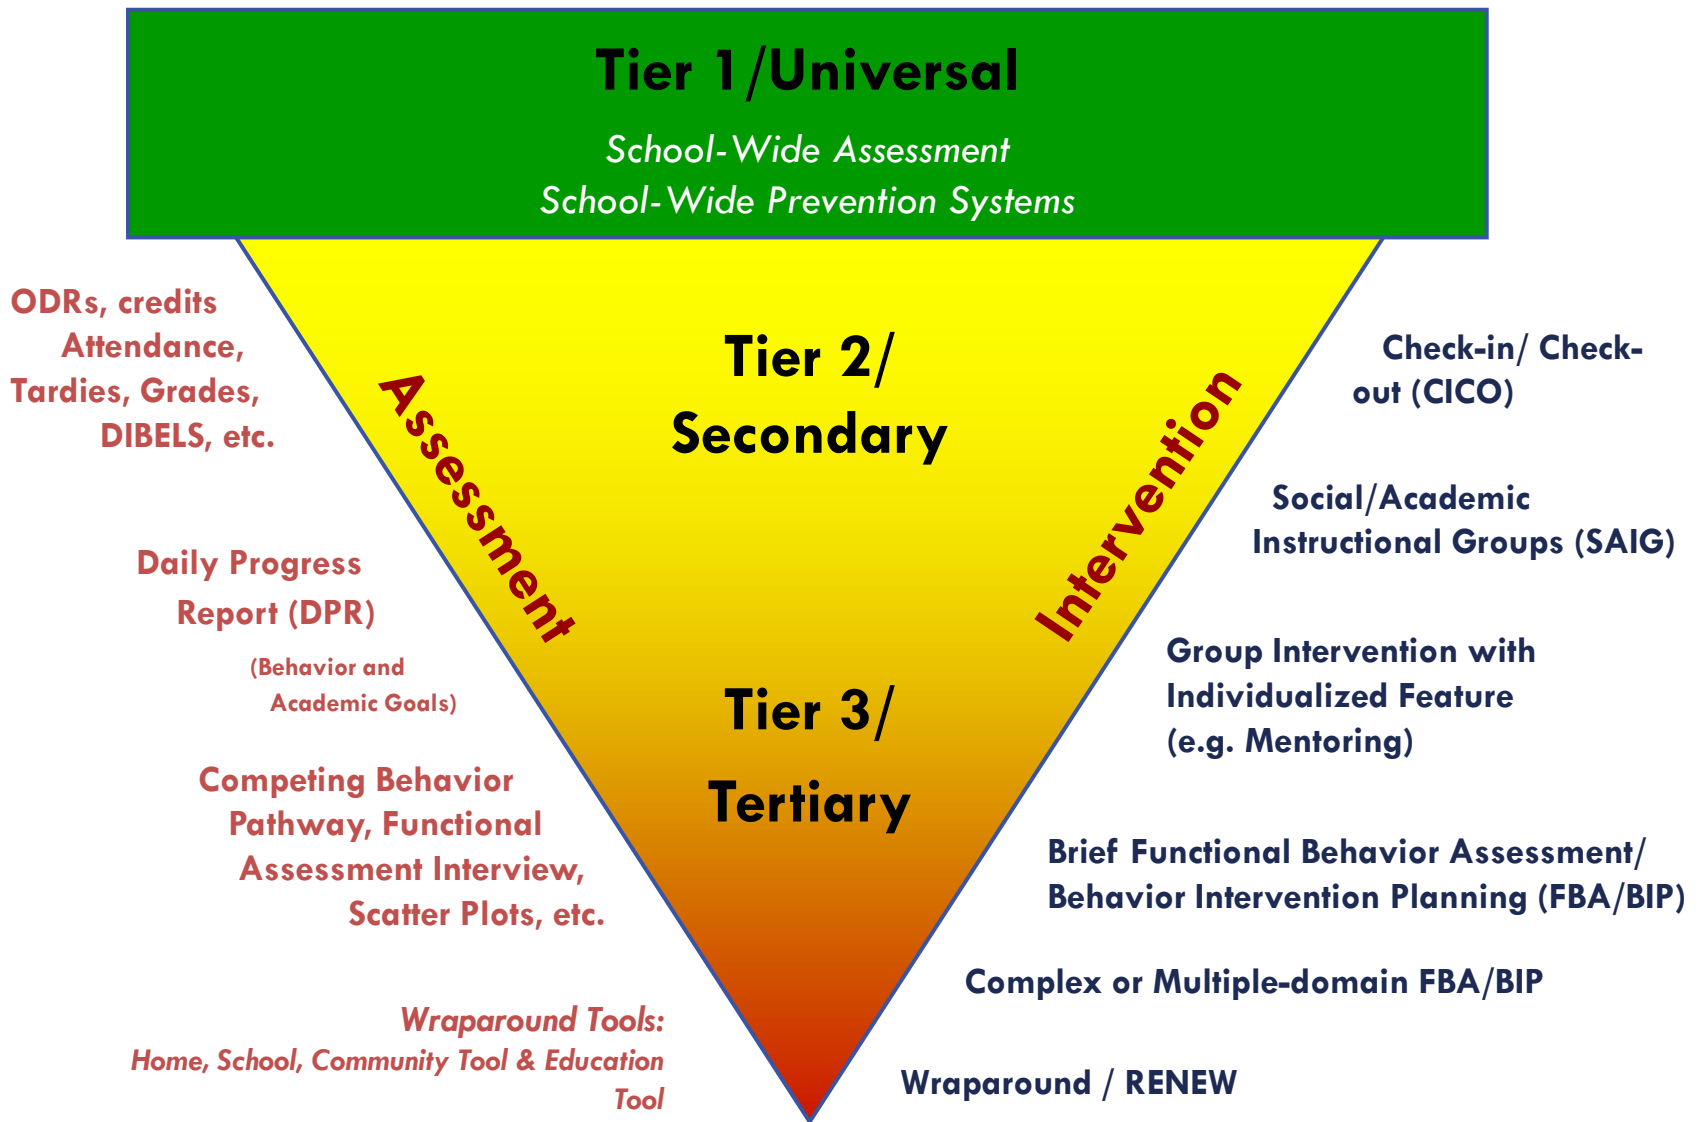 Tier 1/Universal
School-Wide Assessment
School-Wide Prevention Systems
ODRs, credits
Attendance,
Tardies, Grades,
DIBELS, etc.
Daily Progress
Report (DPR)
(Behavior and
Academic Goals)
Competing Behavior
Pathway, Functional
Assessment Interview,
Scatter Plots, etc.
Wraparound Tools:
Home, School, Community Tool & Education
Tool
Assessment
Tier 2/
Secondary
Tier 3/
Tertiary
Intervention
Check-in/ Check-
out (CICO)
Social/Academic
Instructional Groups (SAIG)
Group Intervention with
Individualized Feature
(e.g. Mentoring)
Brief Functional Behavior Assessment/
Behavior Intervention Planning (FBA/BIP)
Complex or Multiple-domain FBA/BIP
Wraparound / RENEW